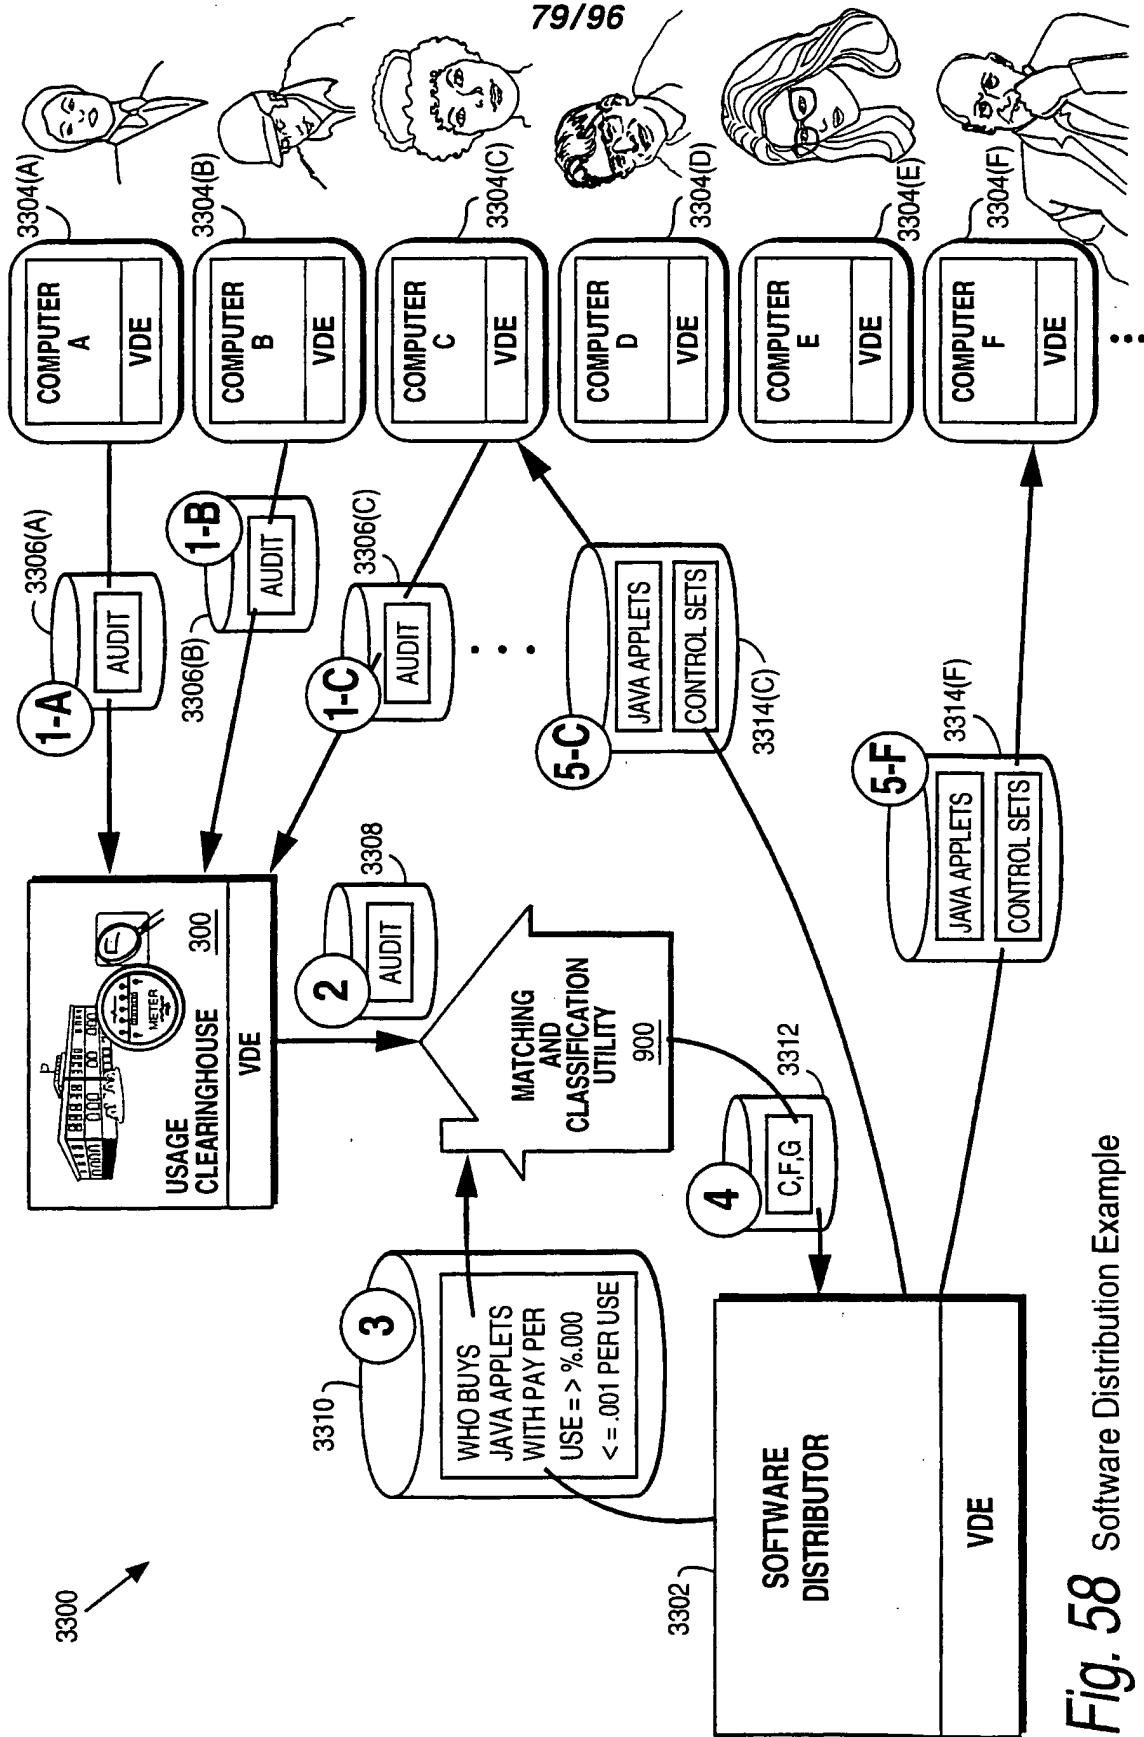 79/96
3300
3302
SOFTWARE
DISTRIBUTOR
VDE
3310
3
WHO BUYS
JAVA APPLETS
WITH PAY PER
USE = > %.000
< = .001 PER USE
USAGE
CLEARINGHOUSE
300
METER
VDE
2
AUDIT
3308
MATCHING
AND
CLASSIFICATION
UTILITY
900
4
C,F,G
3312
1-A
AUDIT
3306(A)
1-B
AUDIT
3306(B)
1-C
AUDIT
3306(C)
5-C
JAVA APPLETS
CONTROL SETS
3314(C)
5-F
JAVA APPLETS
CONTROL SETS
3314(F)
COMPUTER
A
VDE
3304(A)
COMPUTER
B
VDE
3304(B)
COMPUTER
C
VDE
3304(C)
COMPUTER
D
VDE
3304(D)
COMPUTER
E
VDE
3304(E)
COMPUTER
F
VDE
3304(F)
Fig. 58 Software Distribution Example